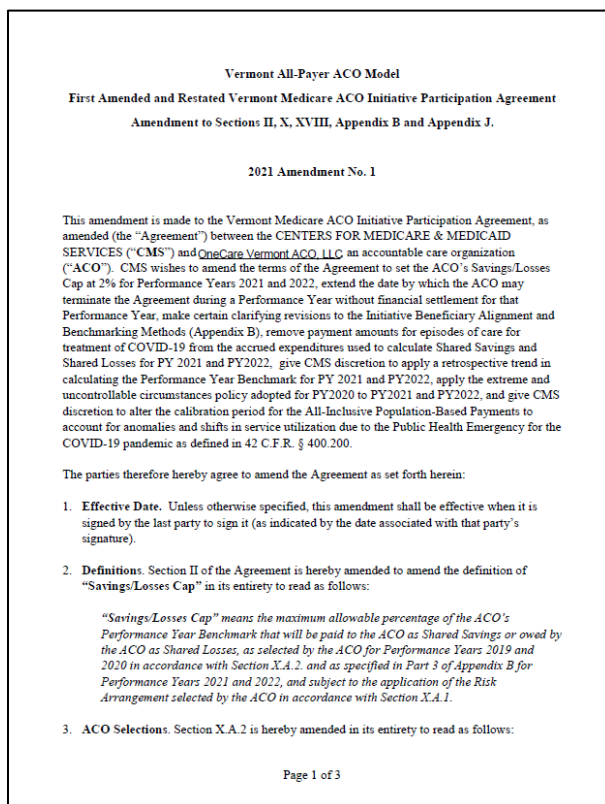 Vermont All-Payer ACO Model
First Amended and Restated Vermont Medicare ACO Initiative Participation Agreement
Amendment to Sections II, X, XVIII, Appendix B and Appendix J.
2021 Amendment No. 1
This amendment is made to the Vermont Medicare ACO Initiative Participation Agreement, as
amended (the “Agreement”) between the CENTERS FOR MEDICARE & MEDICAID
SERVICES (“CMS”) and OneCare Vermont ACO, LLC, an accountable care organization
(“ACO”).  CMS wishes to amend the terms of the Agreement to set the ACO’s Savings/Losses
Cap at 2% for Performance Years 2021 and 2022, extend the date by which the ACO may
terminate the Agreement during a Performance Year without financial settlement for that
Performance Year, make certain clarifying revisions to the Initiative Beneficiary Alignment and
Benchmarking Methods (Appendix B), remove payment amounts for episodes of care for
treatment of COVID-19 from the accrued expenditures used to calculate Shared Savings and
Shared Losses for PY 2021 and PY2022,  give CMS discretion to apply a retrospective trend in
calculating the Performance Year Benchmark for PY 2021 and PY2022, apply the extreme and
uncontrollable circumstances policy adopted for PY2020 to PY2021 and PY2022, and give CMS
discretion to alter the calibration period for the All-Inclusive Population-Based Payments to
account for anomalies and shifts in service utilization due to the Public Health Emergency for the
COVID-19 pandemic as defined in 42 C.F.R. § 400.200.
The parties therefore hereby agree to amend the Agreement as set forth herein:
1. Effective Date. Unless otherwise specified, this amendment shall be effective when it is
signed by the last party to sign it (as indicated by the date associated with that party’s
signature).
2. Definitions. Section II of the Agreement is hereby amended to amend the definition of
“Savings/Losses Cap” in its entirety to read as follows:
“Savings/Losses Cap” means the maximum allowable percentage of the ACO’s
Performance Year Benchmark that will be paid to the ACO as Shared Savings or owed by
the ACO as Shared Losses, as selected by the ACO for Performance Years 2019 and
2020 in accordance with Section X.A.2. and as specified in Part 3 of Appendix B for
Performance Years 2021 and 2022, and subject to the application of the Risk
Arrangement selected by the ACO in accordance with Section X.A.1.
3. ACO Selections. Section X.A.2 is hereby amended in its entirety to read as follows:
Page 1 of 3